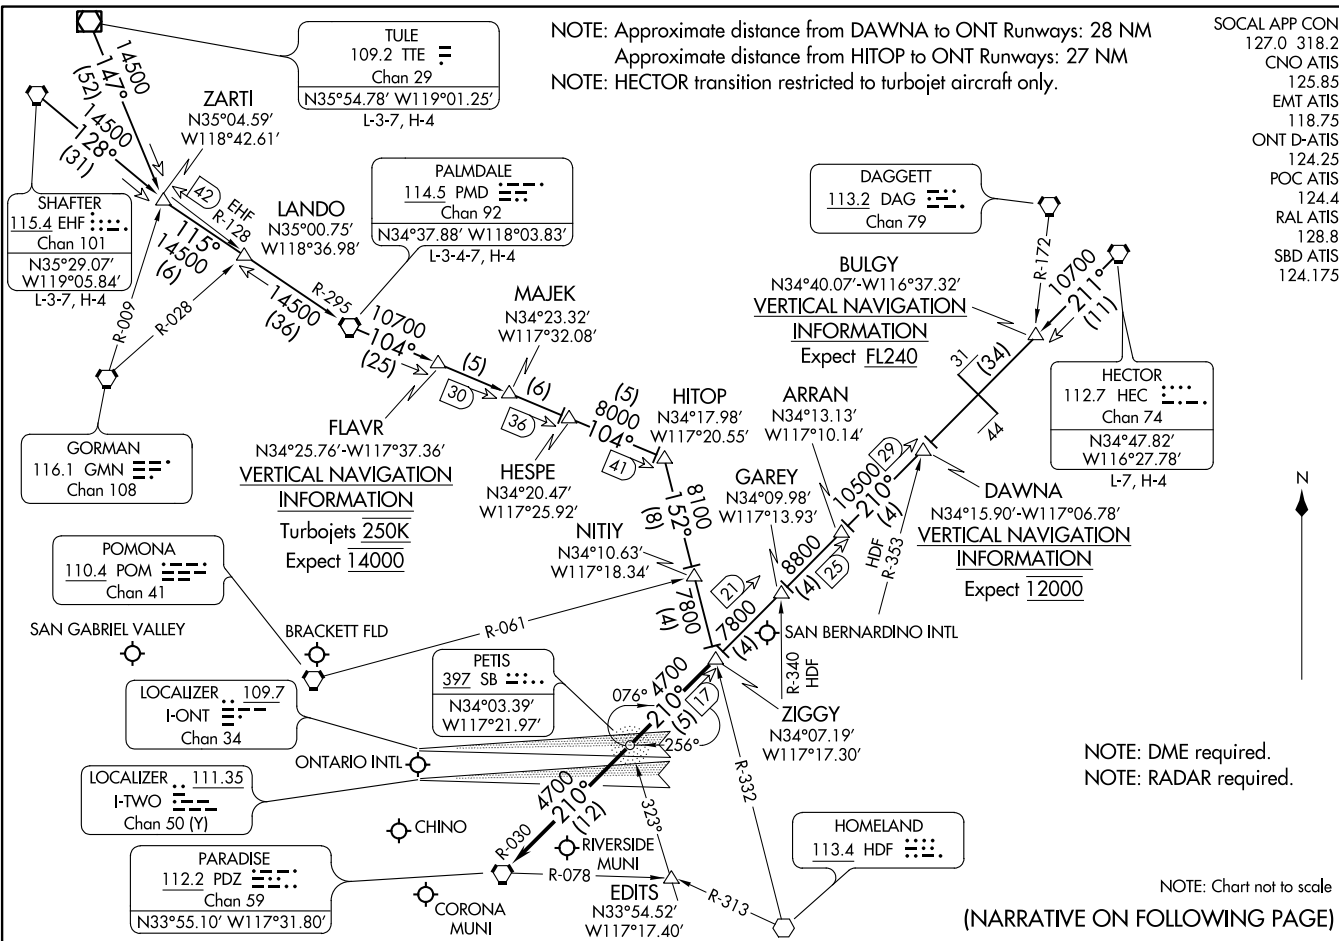 NOTE: Approximate distance from DAWNA to ONT Runways: 28 NM
Approximate distance from HITOP to ONT Runways: 27 NM
NOTE: HECTOR transition restricted to turbojet aircraft only.
SOCAL APP CON
127.0 318.2
CNO ATIS
125.85
EMT ATIS
118.75
ONT D-ATIS
124.25
POC ATIS
124.4
RAL ATIS
128.8
SBD ATIS
124.175
TULE
109.2 TTE
Chan 29
N35°54.78' W119°01.25'
L-3-7, H-4
14500
147°
(52)
14500
128°
(31)
ZARTI
N35°04.59'
W118°42.61'
SHAFTER
115.4 EHF
Chan 101
N35°29.07'
W119°05.84'
L-3-7, H-4
42
EHF
R-128
115°
14500
(6)
LANDO
N35°00.75'
W118°36.98'
PALMDALE
114.5 PMD
Chan 92
N34°37.88' W118°03.83'
L-3-4-7, H-4
R-295
14500
(36)
R-009
R-028
GORMAN
116.1 GMN
Chan 108
10700
104°
(25)
MAJEK
N34°23.32'
W117°32.08'
(5)
30
(6)
36
FLAVR
N34°25.76'-W117°37.36'
VERTICAL NAVIGATION
INFORMATION
Turbojets 250K
Expect 14000
HESPE
N34°20.47'
W117°25.92'
(5)
8000
104°
41
HITOP
N34°17.98'
W117°20.55'
8100
152°
(8)
NITIY
N34°10.63'
W117°18.34'
7800
(4)
DAGGETT
113.2 DAG
Chan 79
R-172
BULGY
N34°40.07'-W116°37.32'
VERTICAL NAVIGATION
INFORMATION
Expect FL240
10700
211°
(11)
HECTOR
112.7 HEC
Chan 74
N34°47.82'
W116°27.78'
L-7, H-4
31
(34)
44
ARRAN
N34°13.13'
W117°10.14'
29
10500
210°
(4)
DAWNA
N34°15.90'-W117°06.78'
VERTICAL NAVIGATION
INFORMATION
Expect 12000
HDF
R-353
GAREY
N34°09.98'
W117°13.93'
8800
(4)
25
21
7800
(4)
SAN BERNARDINO INTL
R-340
HDF
ZIGGY
N34°07.19'
W117°17.30'
POMONA
110.4 POM
Chan 41
SAN GABRIEL VALLEY
BRACKETT FLD
R-061
LOCALIZER 109.7
I-ONT
Chan 34
PETIS
397 SB
N34°03.39'
W117°21.97'
076°
256°
4700
210°
(5)
17
ONTARIO INTL
LOCALIZER 111.35
I-TWO
Chan 50 (Y)
CHINO
4700
210°
(12)
R-030
RIVERSIDE
MUNI
R-078
323°
R-332
PARADISE
112.2 PDZ
Chan 59
N33°55.10' W117°31.80'
CORONA
MUNI
EDITS
N33°54.52'
W117°17.40'
R-313
HOMELAND
113.4 HDF
N
NOTE: DME required.
NOTE: RADAR required.
NOTE: Chart not to scale
(NARRATIVE ON FOLLOWING PAGE)